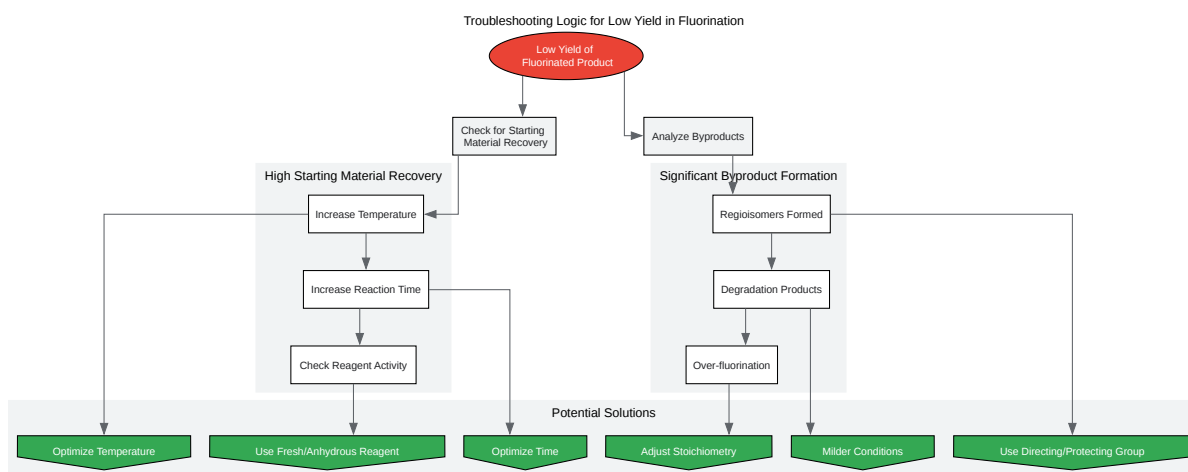 Troubleshooting Logic for Low Yield in Fluorination
Low Yield of
Fluorinated Product
Check for Starting
Material Recovery
Analyze Byproducts
High Starting Material Recovery
Significant Byproduct Formation
Increase Temperature
Regioisomers Formed
Increase Reaction Time
Degradation Products
Check Reagent Activity
Over-fluorination
Potential Solutions
Optimize Temperature
Use Fresh/Anhydrous Reagent
Optimize Time
Adjust Stoichiometry
Milder Conditions
Use Directing/Protecting Group